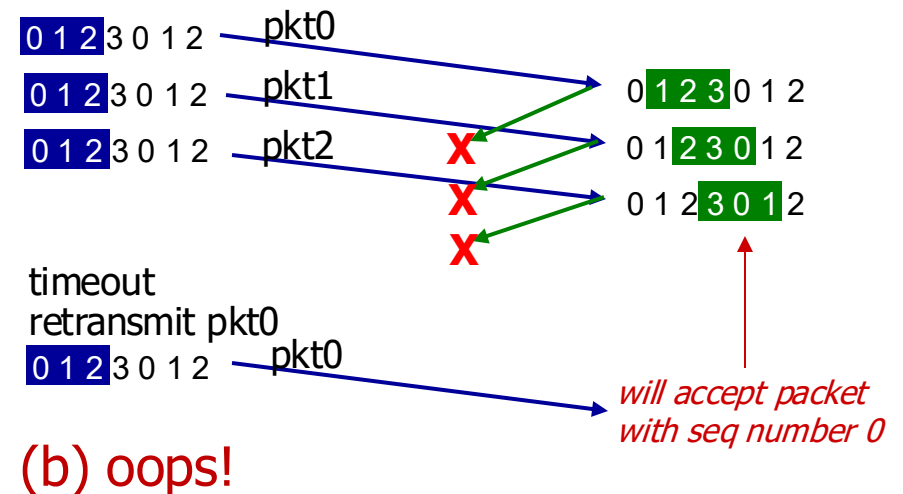 0 1 2 3 0 1 2 pkt0
0 1 2 3 0 1 2
0 1 2 3 0 1 2 pkt1
X 0 1 2 3 0 1 2
0 1 2 3 0 1 2 pkt2
X 0 1 2 3 0 1 2
X
timeout
retransmit pkt0
0 1 2 3 0 1 2 pkt0
will accept packet
with seq number 0
(b) oops!